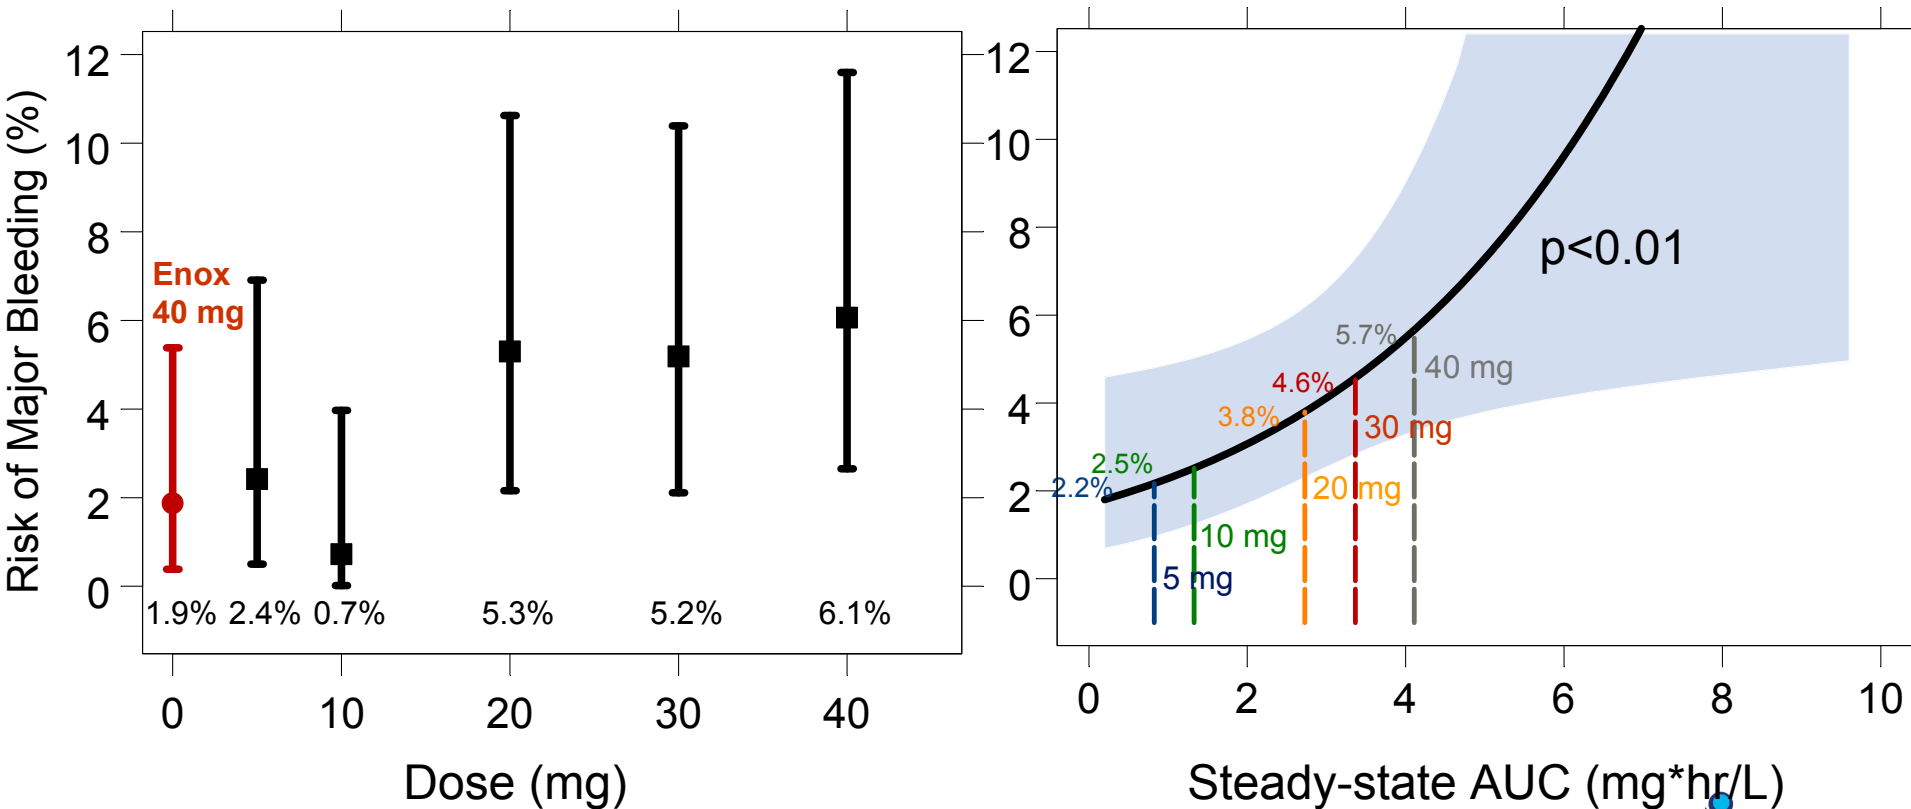 Risk of Major Bleeding (%)
12
10
8
6
4
2
0
Enox
40 mg
1.9% 2.4% 0.7% 5.3% 5.2% 6.1%
0 10 20 30 40
Dose (mg)
12
10
8
6
4
2
0
p<0.01
5.7%
40 mg
4.6%
30 mg
3.8%
20 mg
2.5%
10 mg
2.2%
5 mg
0 2 4 6 8 10
Steady-state AUC (mg*hr/L)